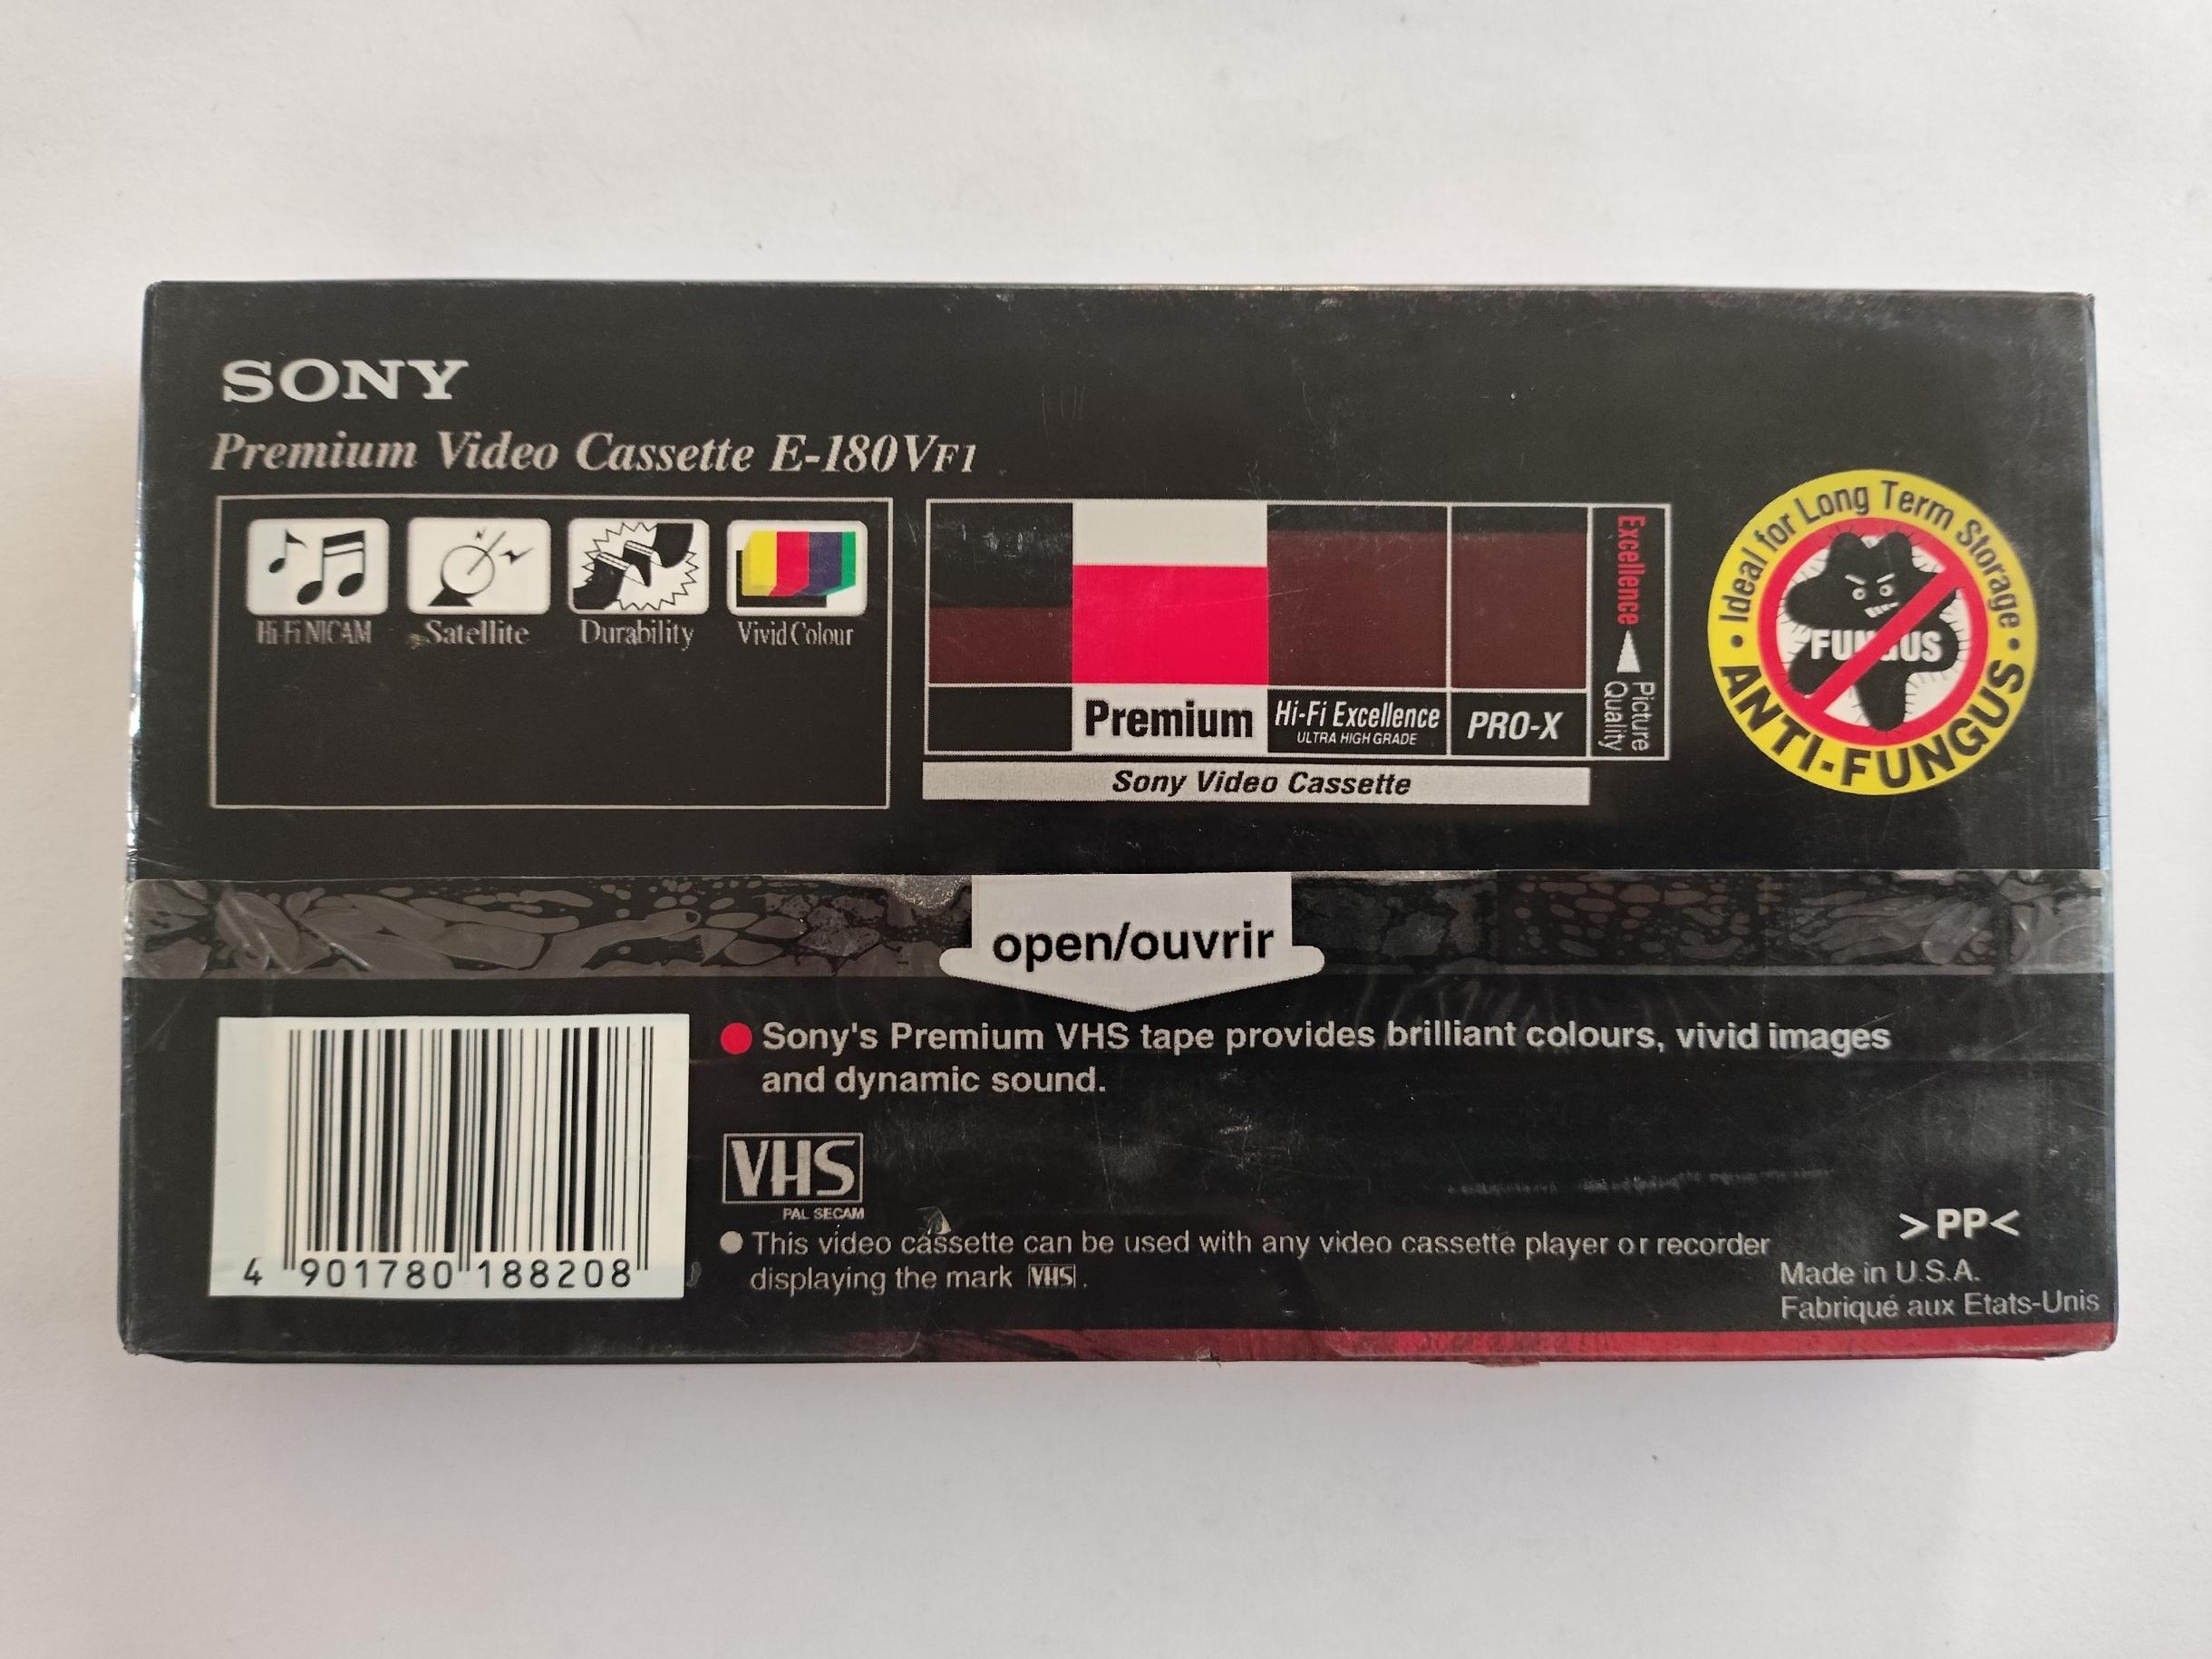 SONY
Premium Video Cassette E-180VF1
Hi-Fi NICAM
Satellite
Durability
Vivid Colour
Premium
Hi-Fi Excellence
ULTRA HIGH GRADE
PRO-X
Excellence
Picture
Quality
Sony Video Cassette
• Ideal for Long Term Storage •
FUNGUS
ANTI-FUNGUS
open/ouvrir
● Sony's Premium VHS tape provides brilliant colours, vivid images
and dynamic sound.
VHS
PAL SECAM
● This video cassette can be used with any video cassette player or recorder
displaying the mark VHS.
>PP<
Made in U.S.A.
Fabriqué aux Etats-Unis
4 901780 188208